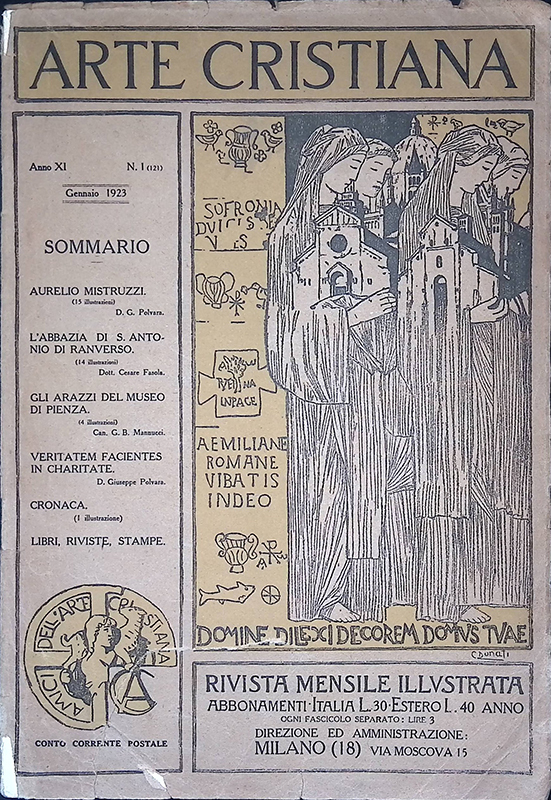 ARTE CRISTIANA
Anno XI N. 1 (121)
Gennaio 1923
SOMMARIO
AURELIO MISTRUZZI.
(15 illustrazioni)
D. G. Polvara.
L'ABBAZIA DI S. ANTO-
NIO DI RANVERSO.
(14 illustrazioni)
Dott. Cesare Fasola.
GLI ARAZZI DEL MUSEO
DI PIENZA.
(4 illustrazioni)
Can. G. B. Mannucci.
VERITATEM FACIENTES
IN CHARITATE.
D. Giuseppe Polvara.
CRONACA.
(1 illustrazione)
LIBRI, RIVISTE, STAMPE.
AMICI DELL'ARTE CRISTIANA
CONTO CORRENTE POSTALE
SOFRONIA
INPACE
AEMILIANE
ROMANE
VIBATIS
INDEO
DOMINE DILEXI DECOREM DOMVS TVAE
C Donati
RIVISTA MENSILE ILLVSTRATA
ABBONAMENTI · ITALIA L. 30 · ESTERO L. 40 ANNO
OGNI FASCICOLO SEPARATO : LIRE 3
DIREZIONE ED AMMINISTRAZIONE:
MILANO (18) VIA MOSCOVA 15